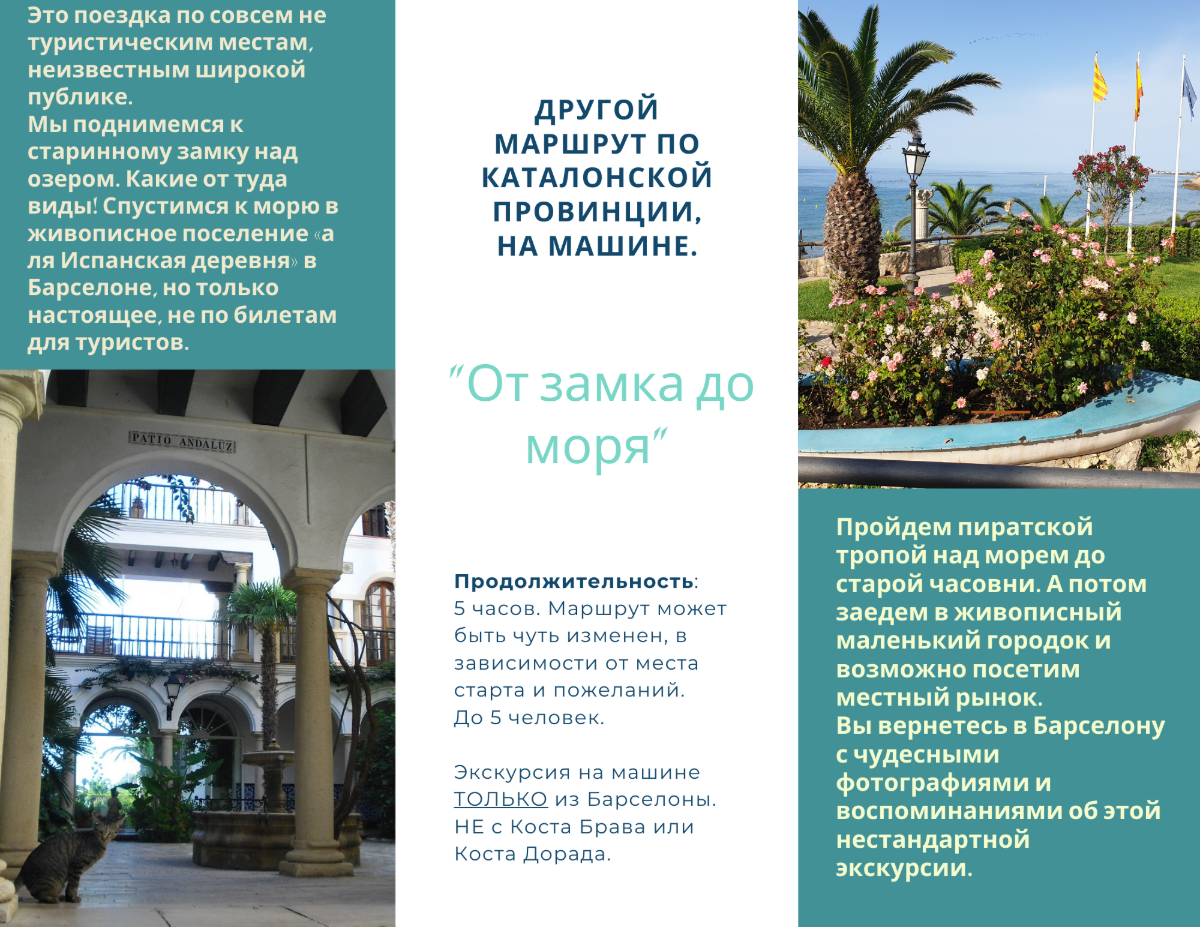 Это поездка по совсем не
туристическим местам,
неизвестным широкой
публике.
Мы поднимемся к
старинному замку над
озером. Какие от туда
виды! Спустимся к морю в
живописное поселение «а
ля Испанская деревня» в
Барселоне, но только
настоящее, не по билетам
для туристов.
PATIO ANDALUZ
ДРУГОЙ
МАРШРУТ ПО
КАТАЛОНСКОЙ
ПРОВИНЦИИ,
НА МАШИНЕ.
"От замка до
моря"
Продолжительность:
5 часов. Маршрут может
быть чуть изменен, в
зависимости от места
старта и пожеланий.
До 5 человек.
Экскурсия на машине
ТОЛЬКО из Барселоны.
НЕ с Коста Брава или
Коста Дорада.
Пройдем пиратской
тропой над морем до
старой часовни. А потом
заедем в живописный
маленький городок и
возможно посетим
местный рынок.
Вы вернетесь в Барселону
с чудесными
фотографиями и
воспоминаниями об этой
нестандартной
экскурсии.